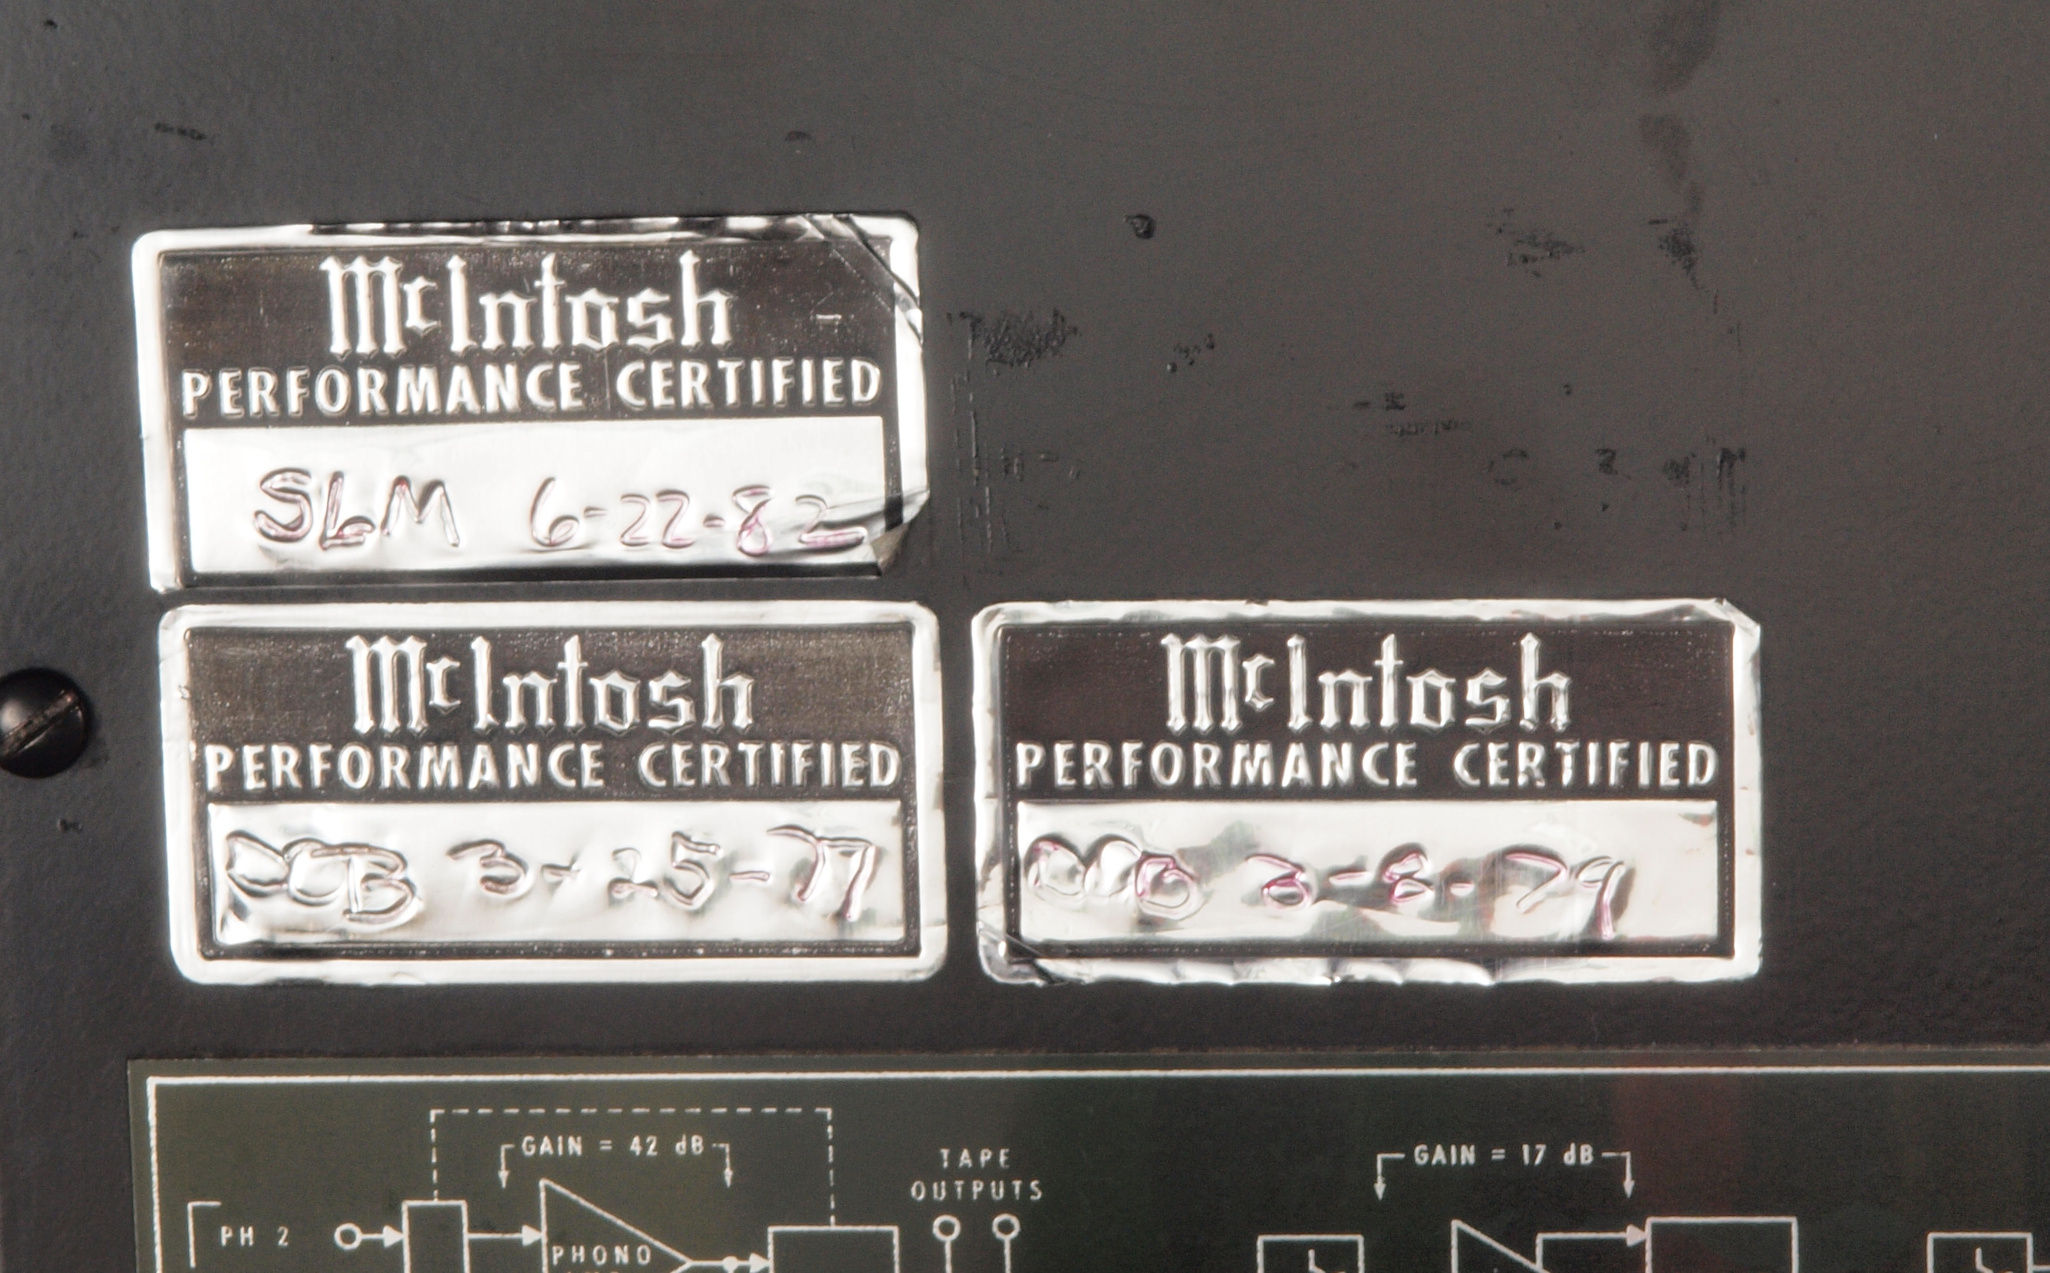 McIntosh
PERFORMANCE CERTIFIED
SLM 6-22-82
McIntosh
PERFORMANCE CERTIFIED
3-25-77
McIntosh
PERFORMANCE CERTIFIED
3-8-79
GAIN = 42 dB
TAPE
OUTPUTS
GAIN = 17 dB
PH 2
PHONO